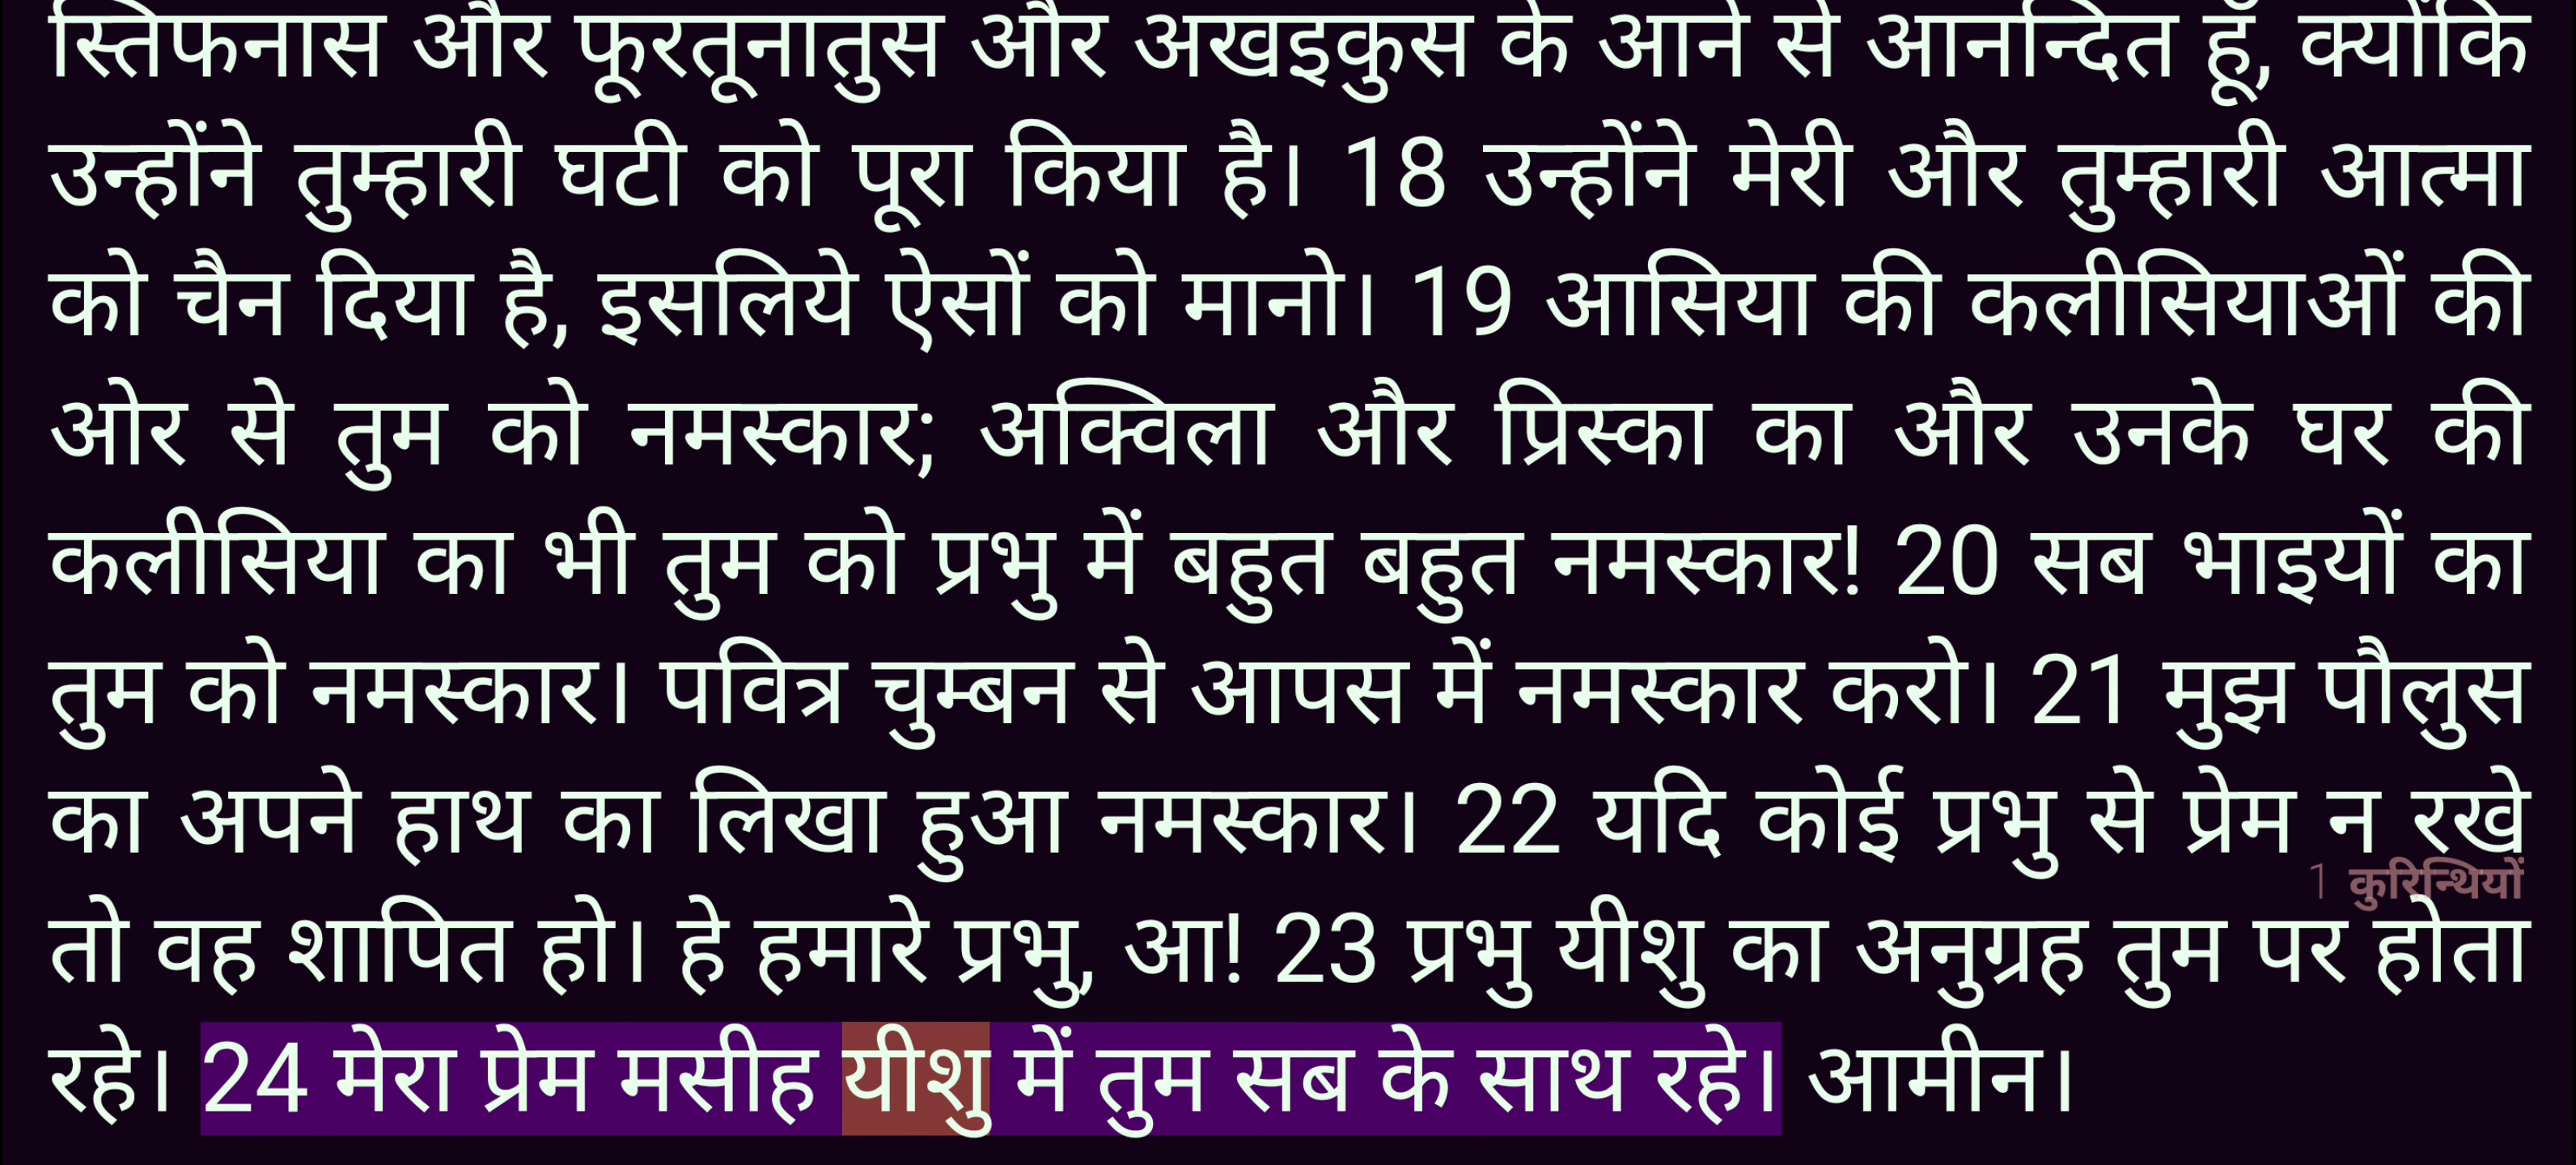 स्तिफनास और फूरतूनातुस और अखइकुस के आने से आनन्दित हूँ, क्योंकि
उन्होंने तुम्हारी घटी को पूरा किया है। 18 उन्होंने मेरी और तुम्हारी आत्मा
को चैन दिया है, इसलिये ऐसों को मानो। 19 आसिया की कलीसियाओं की
ओर से तुम को नमस्कार; अक्विला और प्रिस्का का और उनके घर की
कलीसिया का भी तुम को प्रभु में बहुत बहुत नमस्कार! 20 सब भाइयों का
तुम को नमस्कार। पवित्र चुम्बन से आपस में नमस्कार करो। 21 मुझ पौलुस
का अपने हाथ का लिखा हुआ नमस्कार। 22 यदि कोई प्रभु से प्रेम न रखे
1 कुरिन्थियों
तो वह शापित हो। हे हमारे प्रभु, आ! 23 प्रभु यीशु का अनुग्रह तुम पर होता
रहे। 24 मेरा प्रेम मसीह यीशु में तुम सब के साथ रहे। आमीन।